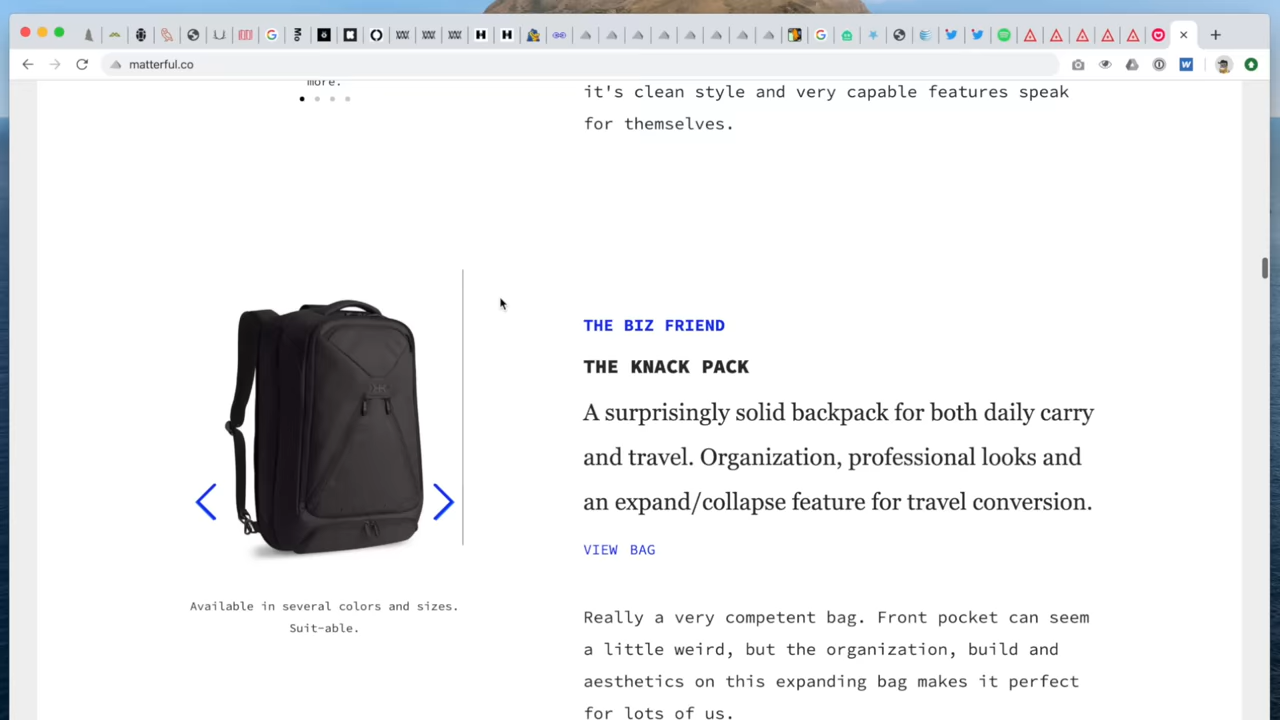 matterful.co
more.
it's clean style and very capable features speak
for themselves.
THE BIZ FRIEND
THE KNACK PACK
A surprisingly solid backpack for both daily carry
and travel. Organization, professional looks and
an expand/collapse feature for travel conversion.
VIEW BAG
Available in several colors and sizes.
Suit-able.
Really a very competent bag. Front pocket can seem
a little weird, but the organization, build and
aesthetics on this expanding bag makes it perfect
for lots of us.